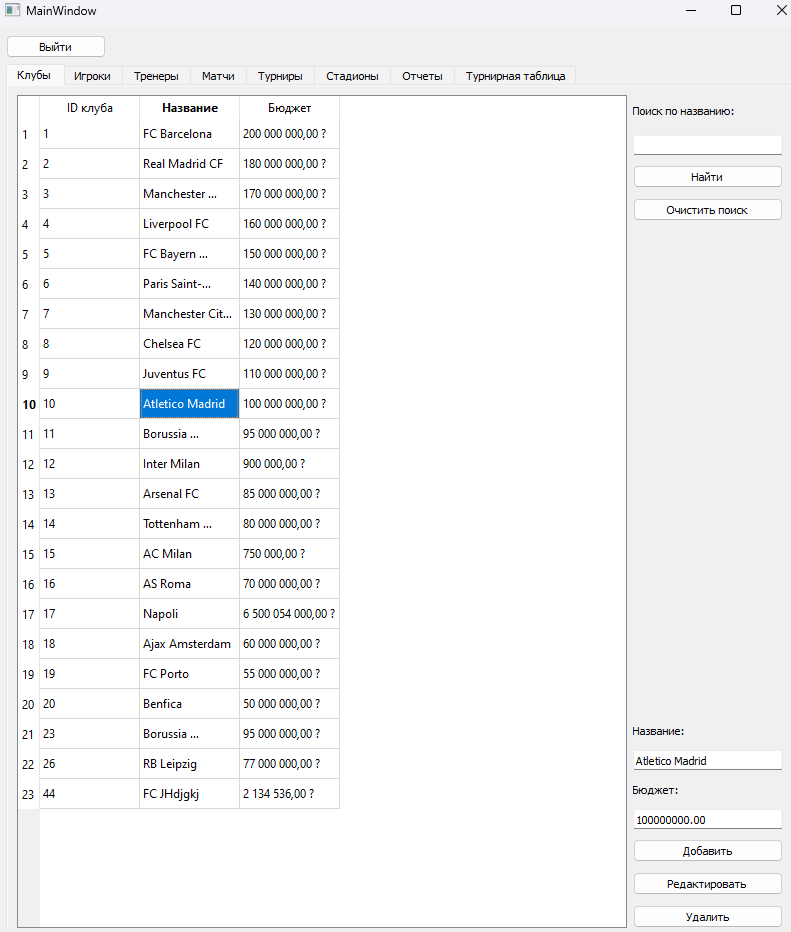 MainWindow
Выйти
Клубы Игроки Тренеры Матчи Турниры Стадионы Отчеты Турнирная таблица
ID клуба Название Бюджет
1 1 FC Barcelona 200 000 000,00 ?
2 2 Real Madrid CF 180 000 000,00 ?
3 3 Manchester ... 170 000 000,00 ?
4 4 Liverpool FC 160 000 000,00 ?
5 5 FC Bayern ... 150 000 000,00 ?
6 6 Paris Saint-... 140 000 000,00 ?
7 7 Manchester Cit... 130 000 000,00 ?
8 8 Chelsea FC 120 000 000,00 ?
9 9 Juventus FC 110 000 000,00 ?
10 10 Atletico Madrid 100 000 000,00 ?
11 11 Borussia ... 95 000 000,00 ?
12 12 Inter Milan 900 000,00 ?
13 13 Arsenal FC 85 000 000,00 ?
14 14 Tottenham ... 80 000 000,00 ?
15 15 AC Milan 750 000,00 ?
16 16 AS Roma 70 000 000,00 ?
17 17 Napoli 6 500 054 000,00 ?
18 18 Ajax Amsterdam 60 000 000,00 ?
19 19 FC Porto 55 000 000,00 ?
20 20 Benfica 50 000 000,00 ?
21 23 Borussia ... 95 000 000,00 ?
22 26 RB Leipzig 77 000 000,00 ?
23 44 FC JHdjgkj 2 134 536,00 ?
Поиск по названию:
Найти
Очистить поиск
Название:
Atletico Madrid
Бюджет:
100000000.00
Добавить
Редактировать
Удалить